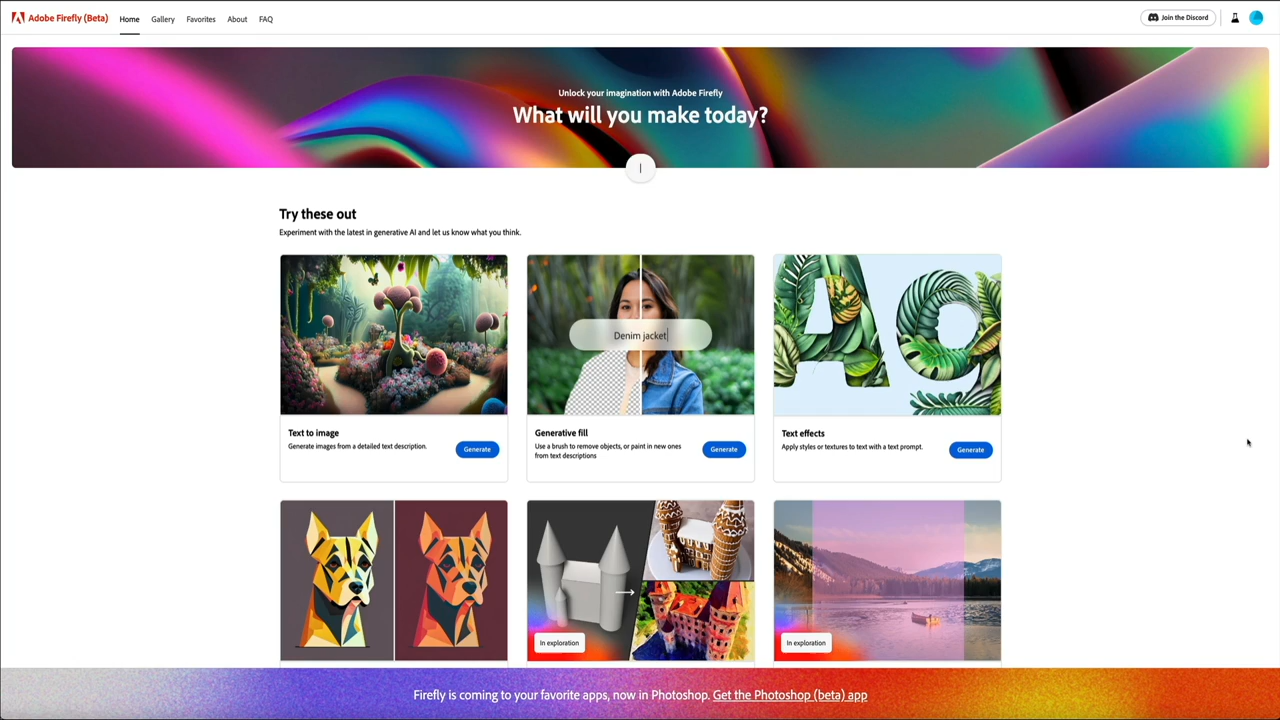 Adobe Firefly (Beta) Home Gallery Favorites About FAQ Join the Discord
Unlock your imagination with Adobe Firefly
What will you make today?
Try these out
Experiment with the latest in generative AI and let us know what you think.
Denim jacket
Ag
Text to image
Generate images from a detailed text description.
Generate
Generative fill
Use a brush to remove objects, or paint in new ones
from text descriptions
Generate
Text effects
Apply styles or textures to text with a text prompt.
Generate
In exploration
In exploration
Firefly is coming to your favorite apps, now in Photoshop. Get the Photoshop (beta) app